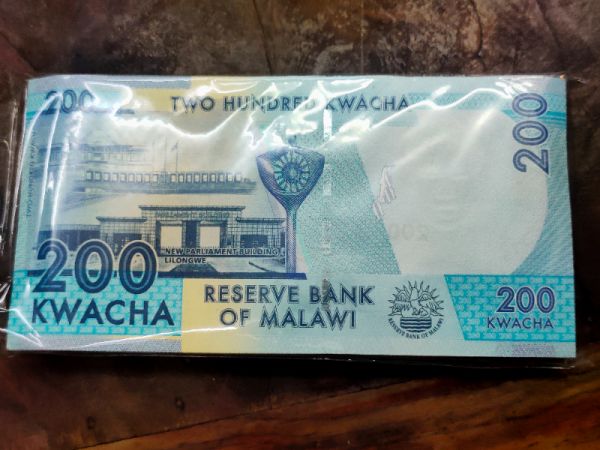 200
TWO HUNDRED KWACHA
200
NEW PARLIAMENT BUILDING
LILONGWE
200
KWACHA
RESERVE BANK
OF MALAWI
RESERVE BANK OF MALAWI
200
KWACHA